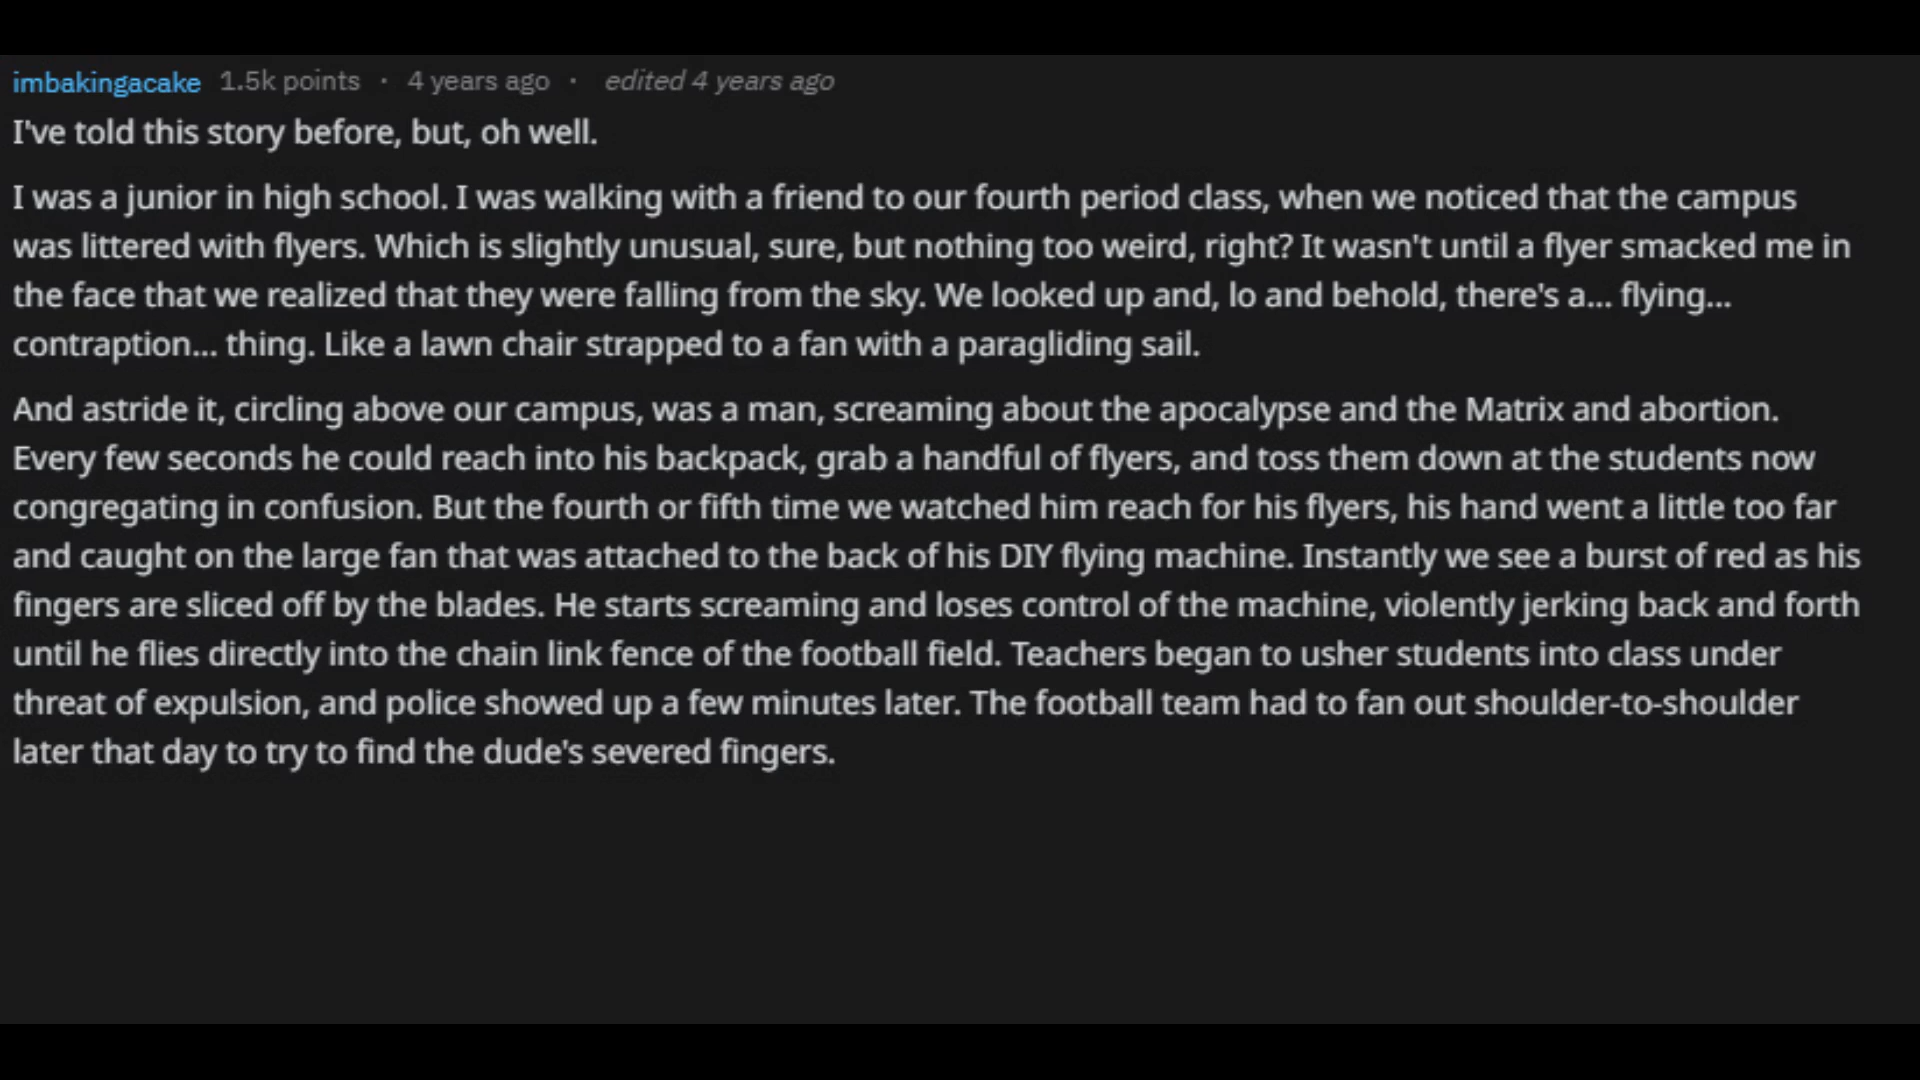 imbakingacake 1.5k points · 4 years ago · edited 4 years ago
I've told this story before, but, oh well.
I was a junior in high school. I was walking with a friend to our fourth period class, when we noticed that the campus
was littered with flyers. Which is slightly unusual, sure, but nothing too weird, right? It wasn't until a flyer smacked me in
the face that we realized that they were falling from the sky. We looked up and, lo and behold, there's a... flying...
contraption... thing. Like a lawn chair strapped to a fan with a paragliding sail.
And astride it, circling above our campus, was a man, screaming about the apocalypse and the Matrix and abortion.
Every few seconds he could reach into his backpack, grab a handful of flyers, and toss them down at the students now
congregating in confusion. But the fourth or fifth time we watched him reach for his flyers, his hand went a little too far
and caught on the large fan that was attached to the back of his DIY flying machine. Instantly we see a burst of red as his
fingers are sliced off by the blades. He starts screaming and loses control of the machine, violently jerking back and forth
until he flies directly into the chain link fence of the football field. Teachers began to usher students into class under
threat of expulsion, and police showed up a few minutes later. The football team had to fan out shoulder-to-shoulder
later that day to try to find the dude's severed fingers.